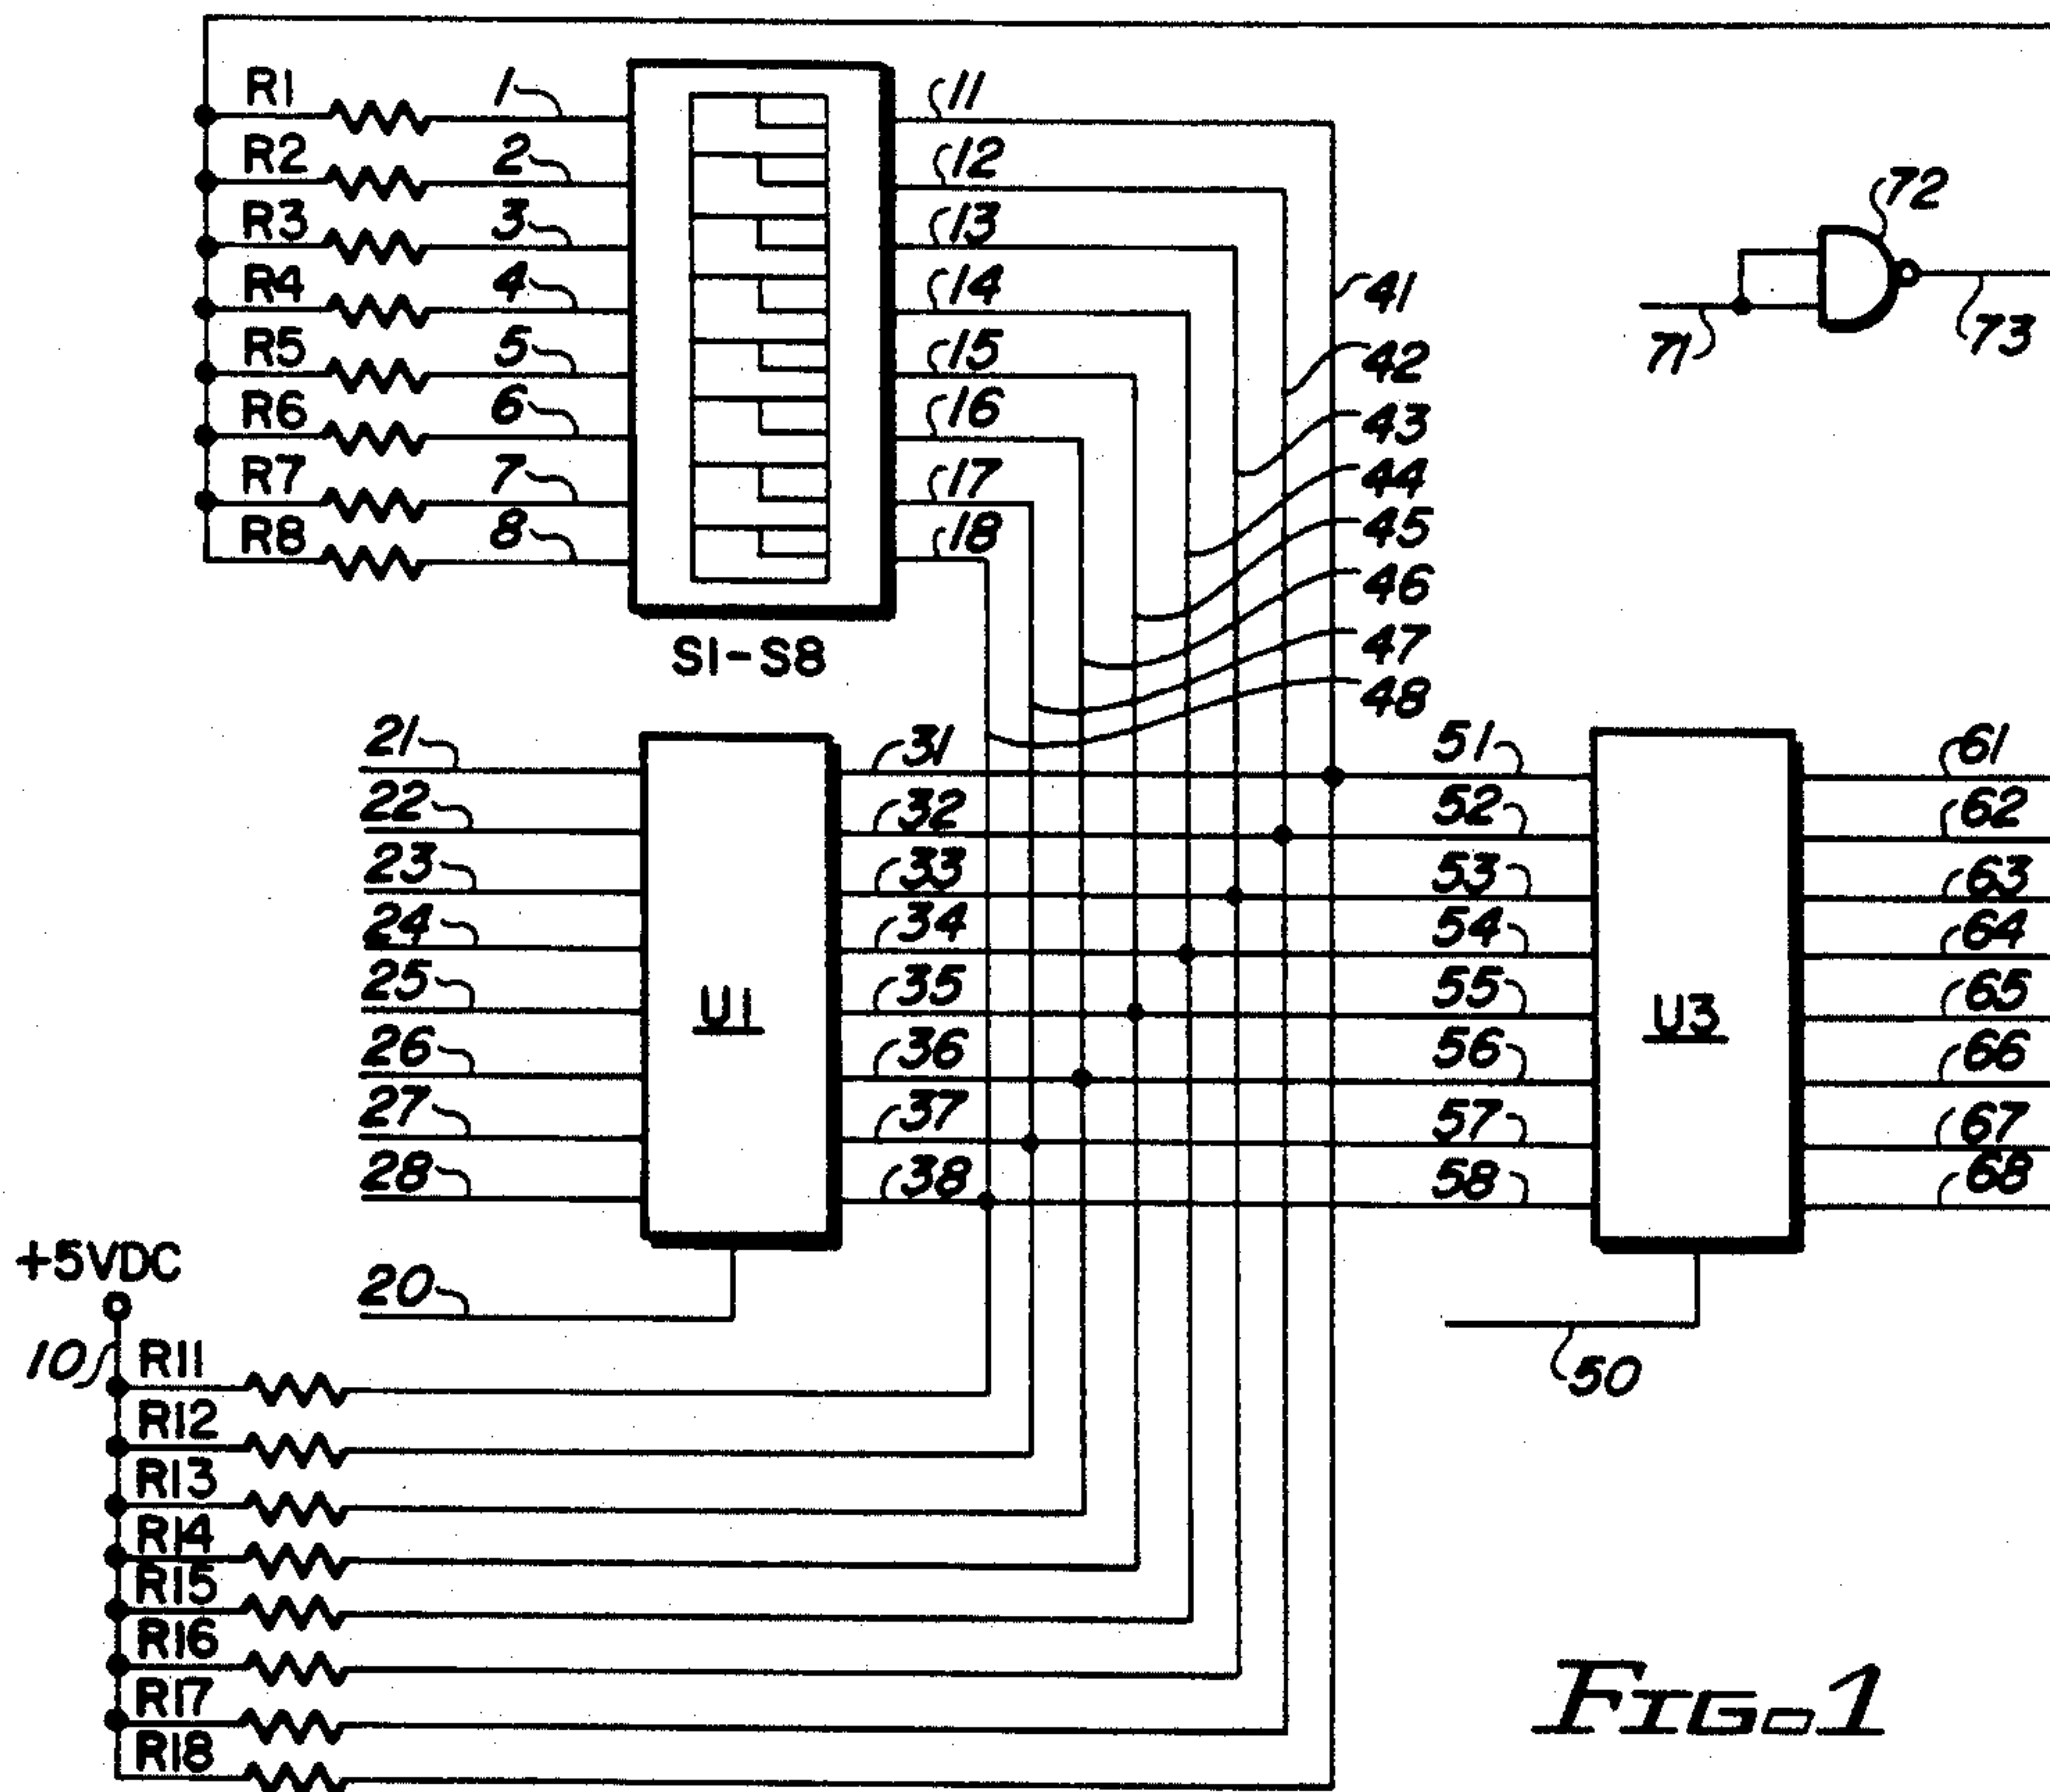 R1 1 11
R2 2 12
R3 3 13
R4 4 14
R5 5 15
R6 6 16
R7 7 17
R8 8 18
S1-S8
72
71 73
41
42
43
44
45
46
47
48
21 31 51 61
22 32 52 62
23 33 53 63
24 34 54 64
25 35 55 65
26 36 56 66
27 37 57 67
28 38 58 68
U1 U3
20 50
+5VDC
10
R11
R12
R13
R14
R15
R16
R17
R18
FIG.1